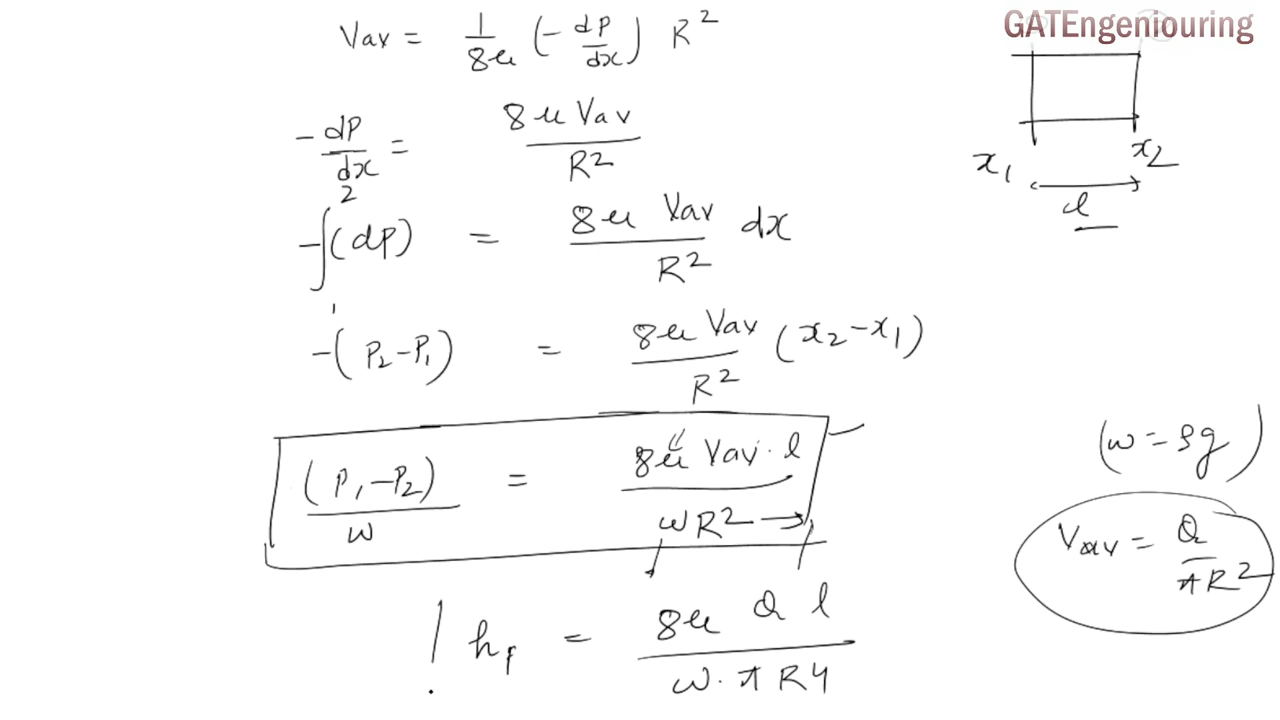 GATEngeniouring
Vav = 1/8μ (-dP/dx) R²
-dP/dx = 8μ Vav / R²
-∫₁² (dP) = 8μ Vav / R² dx
-(P₂-P₁) = 8μ Vav / R² (x₂-x₁)
(P₁-P₂)/w = 8μ Vav · l / wR²
h_f = 8μ Q l / w · π R⁴
x₁ x₂
l
(w = ρg)
Vav = Q / πR²